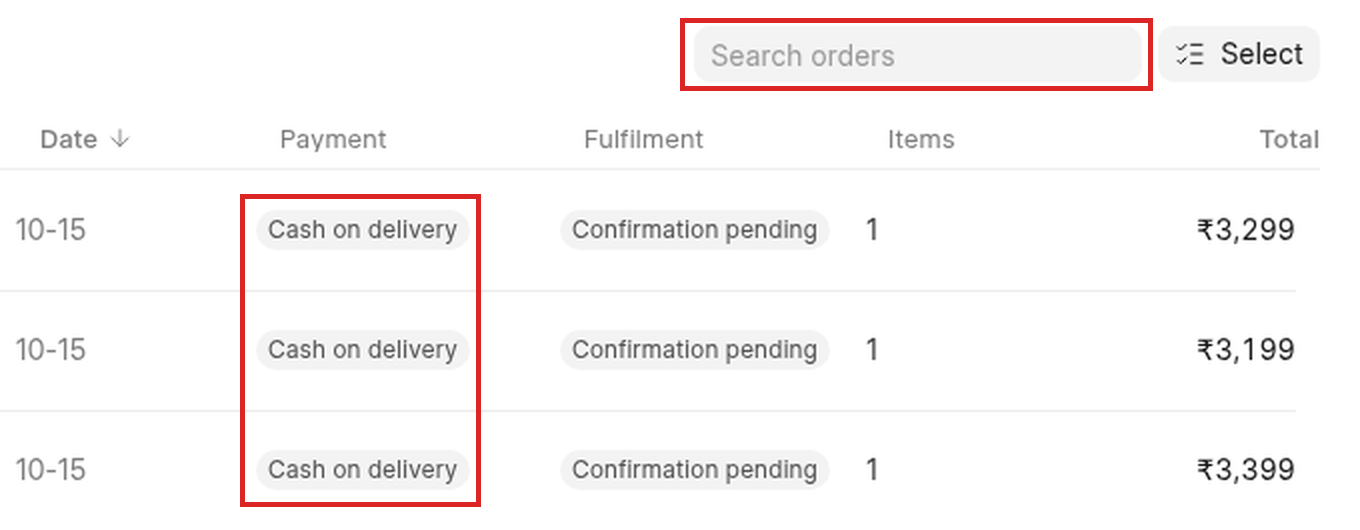 Search orders Select
Date Payment Fulfilment Items Total
10-15 Cash on delivery Confirmation pending 1 ₹3,299
10-15 Cash on delivery Confirmation pending 1 ₹3,199
10-15 Cash on delivery Confirmation pending 1 ₹3,399